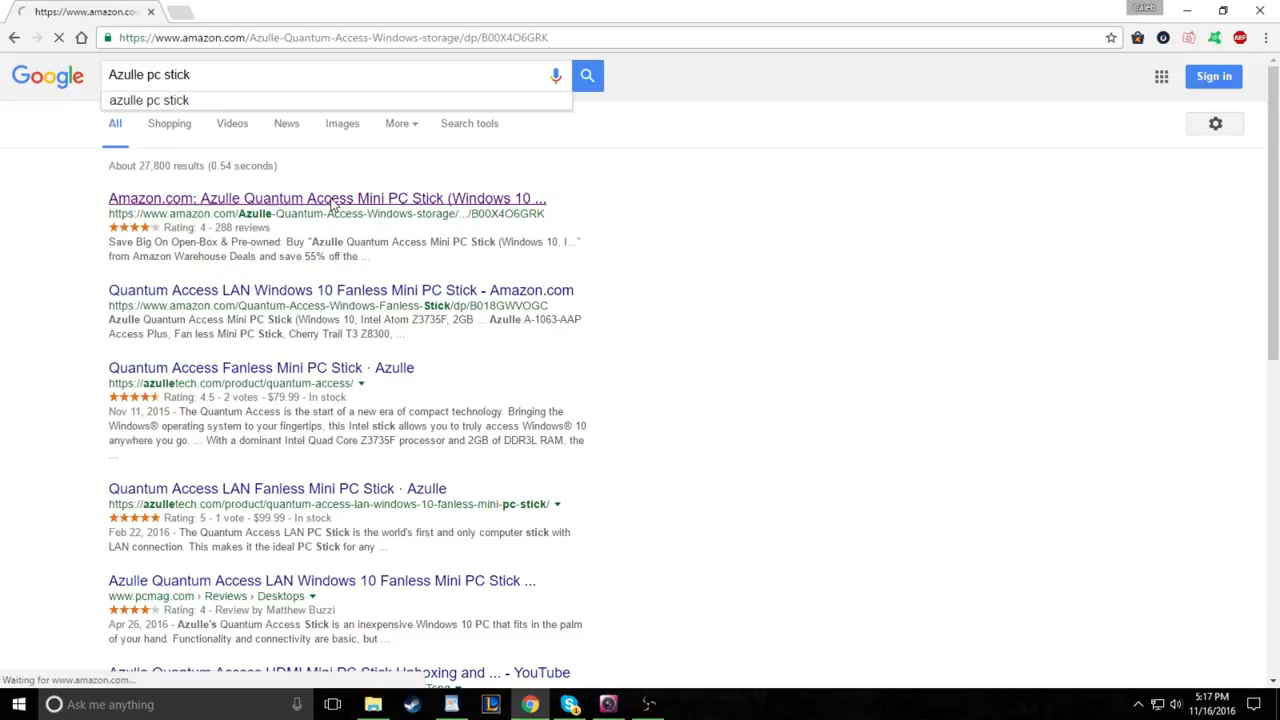 https://www.amazon.co
Caleb
https://www.amazon.com/Azulle-Quantum-Access-Windows-storage/dp/B00X4O6GRK
ABP
Google
Azulle pc stick
Sign in
azulle pc stick
All Shopping Videos News Images More Search tools
About 27,800 results (0.54 seconds)
Amazon.com: Azulle Quantum Access Mini PC Stick (Windows 10 ...
https://www.amazon.com/Azulle-Quantum-Access-Windows-storage/.../B00X4O6GRK
Rating: 4 - 288 reviews
Save Big On Open-Box & Pre-owned: Buy "Azulle Quantum Access Mini PC Stick (Windows 10, I..."
from Amazon Warehouse Deals and save 55% off the ...
Quantum Access LAN Windows 10 Fanless Mini PC Stick - Amazon.com
https://www.amazon.com/Quantum-Access-Windows-Fanless-Stick/dp/B018GWVOGC
Azulle Quantum Access Mini PC Stick (Windows 10, Intel Atom Z3735F, 2GB ... Azulle A-1063-AAP
Access Plus, Fan less Mini PC Stick, Cherry Trail T3 Z8300, ...
Quantum Access Fanless Mini PC Stick · Azulle
https://azulletech.com/product/quantum-access/
Rating: 4.5 - 2 votes - $79.99 - In stock
Nov 11, 2015 - The Quantum Access is the start of a new era of compact technology. Bringing the
Windows® operating system to your fingertips, this Intel stick allows you to truly access Windows® 10
anywhere you go. ... With a dominant Intel Quad Core Z3735F processor and 2GB of DDR3L RAM, the
...
Quantum Access LAN Fanless Mini PC Stick · Azulle
https://azulletech.com/product/quantum-access-lan-windows-10-fanless-mini-pc-stick/
Rating: 5 - 1 vote - $99.99 - In stock
Feb 22, 2016 - The Quantum Access LAN PC Stick is the world's first and only computer stick with
LAN connection. This makes it the ideal PC Stick for any ...
Azulle Quantum Access LAN Windows 10 Fanless Mini PC Stick ...
www.pcmag.com › Reviews › Desktops
Rating: 4 - Review by Matthew Buzzi
Apr 26, 2016 - Azulle's Quantum Access Stick is an inexpensive Windows 10 PC that fits in the palm
of your hand. Functionality and connectivity are basic, but ...
Azulle Quantum Access HDMI Mini PC Stick Unboxing and ... - YouTube
Waiting for www.amazon.com...
Ask me anything
5:17 PM
11/16/2016